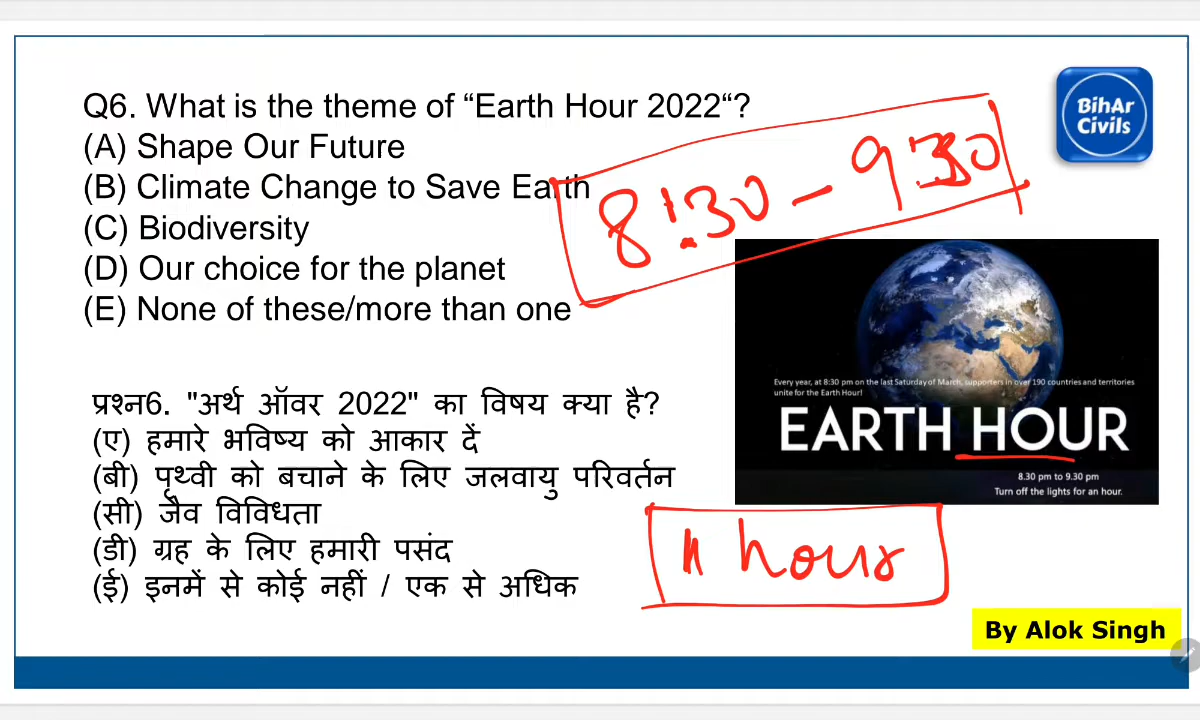 Q6. What is the theme of “Earth Hour 2022“?
(A) Shape Our Future
(B) Climate Change to Save Earth
(C) Biodiversity
(D) Our choice for the planet
(E) None of these/more than one
BihAr
Civils
8:30 - 9:30
Every year, at 8:30 pm on the last Saturday of March, supporters in over 190 countries and territories
unite for the Earth Hour!
EARTH HOUR
8.30 pm to 9.30 pm
Turn off the lights for an hour.
प्रश्न6. "अर्थ ऑवर 2022" का विषय क्या है?
(ए) हमारे भविष्य को आकार दें
(बी) पृथ्वी को बचाने के लिए जलवायु परिवर्तन
(सी) जैव विविधता
(डी) ग्रह के लिए हमारी पसंद
(ई) इनमें से कोई नहीं / एक से अधिक
1 hour
By Alok Singh